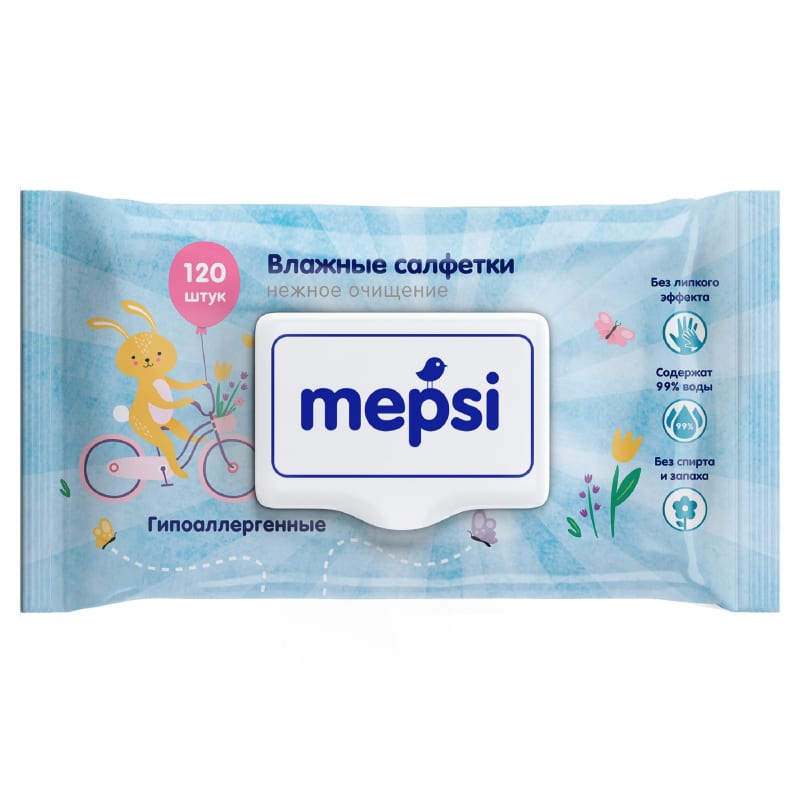 120
штук
Влажные салфетки
нежное очищение
mepsi
Без липкого
эффекта
Содержат
99% воды
99%
Без спирта
и запаха
Гипоаллергенные